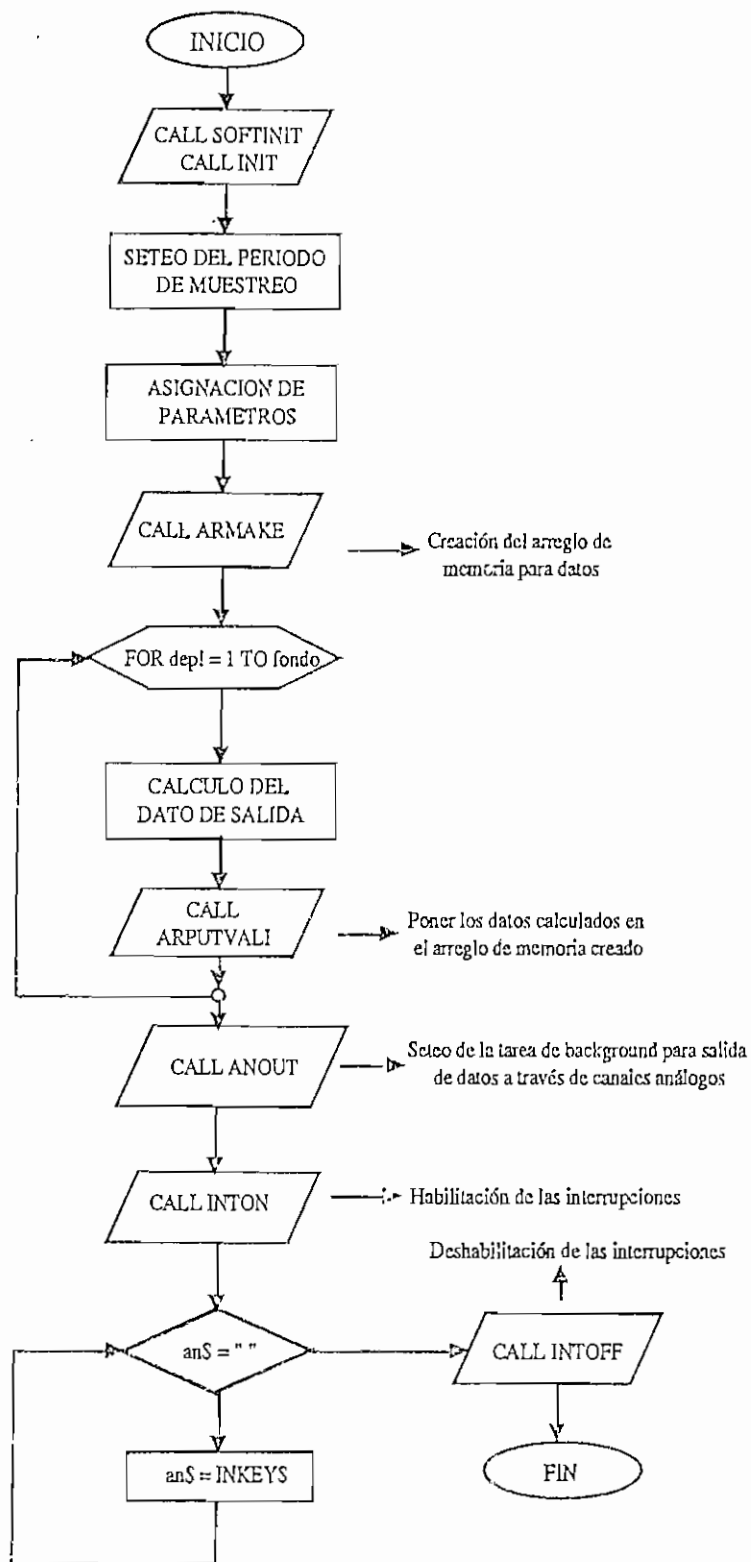 INICIO
CALL SOFTINIT
CALL INIT
SETEO DEL PERIODO
DE MUESTREO
ASIGNACION DE
PARAMETROS
CALL ARMAKE
Creación del arreglo de
memoria para datos
FOR dep! = 1 TO fondo
CALCULO DEL
DATO DE SALIDA
CALL
ARPUTVALI
Poner los datos calculados en
el arreglo de memoria creado
CALL ANOUT
Seteo de la tarea de background para salida
de datos a través de canales análogos
CALL INTON
Habilitación de las interrupciones
Deshabilitación de las interrupciones
an$ = " "
CALL INTOFF
an$ = INKEY$
FIN